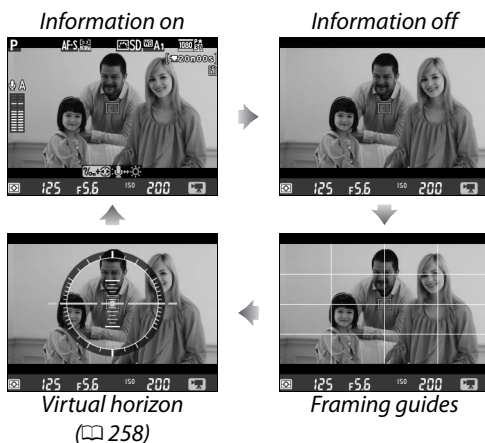 Information on
Information off
P AF-S SD A1 1080
[20m00s]
A
125 F5.6 ISO 200
125 F5.6 ISO 200
125 F5.6 ISO 200
125 F5.6 ISO 200
Virtual horizon
( 258)
Framing guides